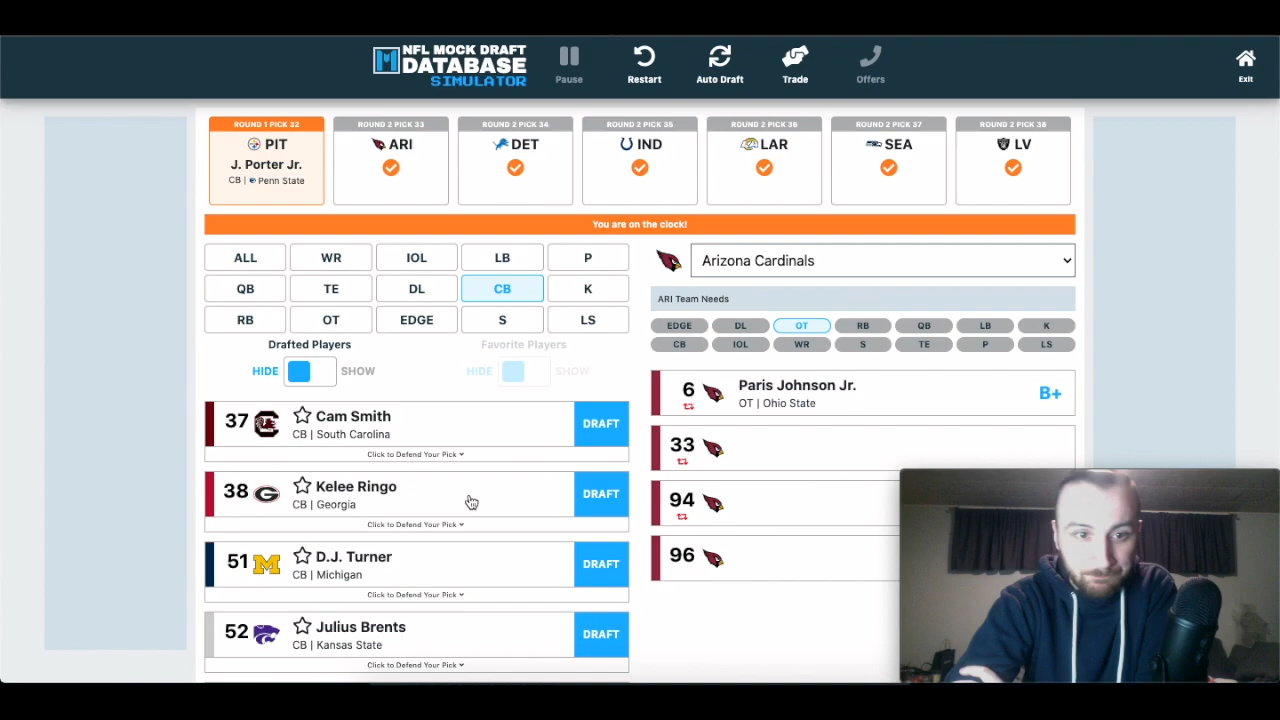 NFL MOCK DRAFT
DATABASE
SIMULATOR
Pause
Restart
Auto Draft
Trade
Offers
Exit
ROUND 1 PICK 32
PIT
J. Porter Jr.
CB | Penn State
ROUND 2 PICK 33
ARI
ROUND 2 PICK 34
DET
ROUND 2 PICK 35
IND
ROUND 2 PICK 36
LAR
ROUND 2 PICK 37
SEA
ROUND 2 PICK 38
LV
You are on the clock!
ALL WR IOL LB P
QB TE DL CB K
RB OT EDGE S LS
Drafted Players
HIDE SHOW
Favorite Players
HIDE SHOW
37 Cam Smith
CB | South Carolina
DRAFT
Click to Defend Your Pick
38 Kelee Ringo
CB | Georgia
DRAFT
Click to Defend Your Pick
51 D.J. Turner
CB | Michigan
DRAFT
Click to Defend Your Pick
52 Julius Brents
CB | Kansas State
DRAFT
Click to Defend Your Pick
Arizona Cardinals
ARI Team Needs
EDGE DL OT RB QB LB K
CB IOL WR S TE P LS
6 Paris Johnson Jr.
OT | Ohio State
B+
33
94
96